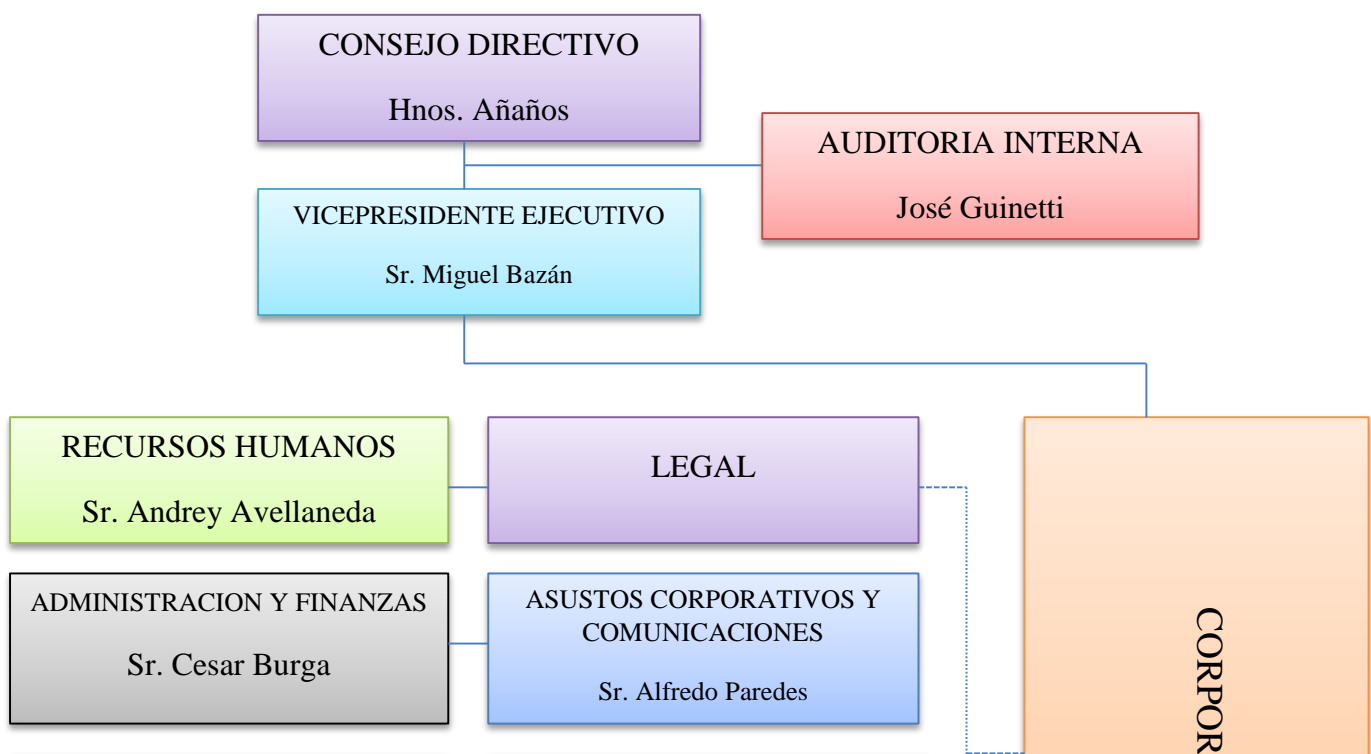 CONSEJO DIRECTIVO
Hnos. Añaños
AUDITORIA INTERNA
José Guinetti
VICEPRESIDENTE EJECUTIVO
Sr. Miguel Bazán
RECURSOS HUMANOS
Sr. Andrey Avellaneda
LEGAL
ADMINISTRACION Y FINANZAS
Sr. Cesar Burga
ASUSTOS CORPORATIVOS Y
COMUNICACIONES
Sr. Alfredo Paredes
CORPOR